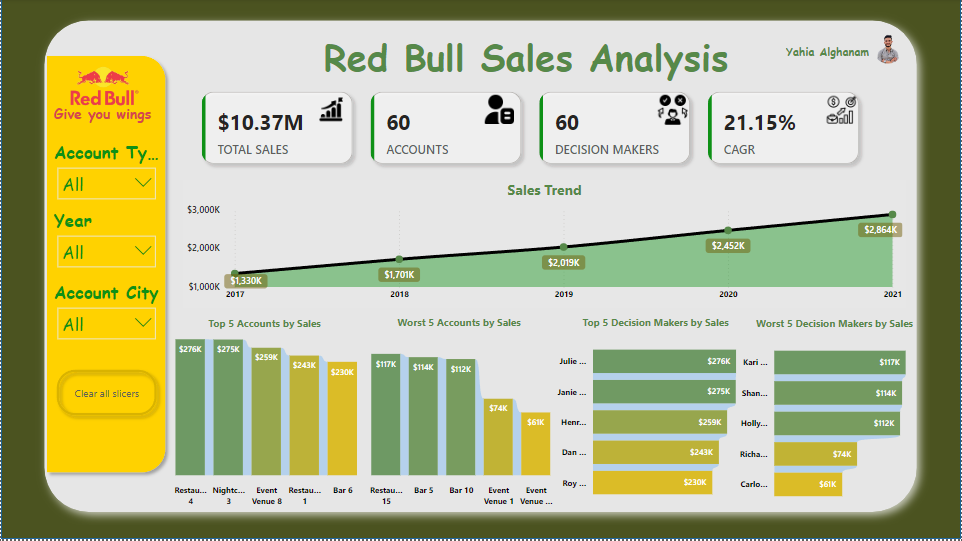 Red Bull Sales Analysis
Yahia Alghanam
Red Bull
Give you wings
Account Ty...
All
Year
All
Account City
All
Clear all slicers
$10.37M
TOTAL SALES
60
ACCOUNTS
60
DECISION MAKERS
21.15%
CAGR
Sales Trend
$3,000K
$2,000K
$1,000K
$1,330K
$1,701K
$2,019K
$2,452K
$2,864K
2017 2018 2019 2020 2021
Top 5 Accounts by Sales
$276K $275K $259K $243K $230K
Restau... 4
Nightc... 3
Event Venue 8
Restau... 1
Bar 6
Worst 5 Accounts by Sales
$117K $114K $112K $74K $61K
Restau... 15
Bar 5
Bar 10
Event Venue 1
Event Venue ...
Top 5 Decision Makers by Sales
Julie ... $276K
Janie ... $275K
Henr... $259K
Dan ... $243K
Roy ... $230K
Worst 5 Decision Makers by Sales
Kari ... $117K
Shan... $114K
Holly... $112K
Richa... $74K
Carlo... $61K